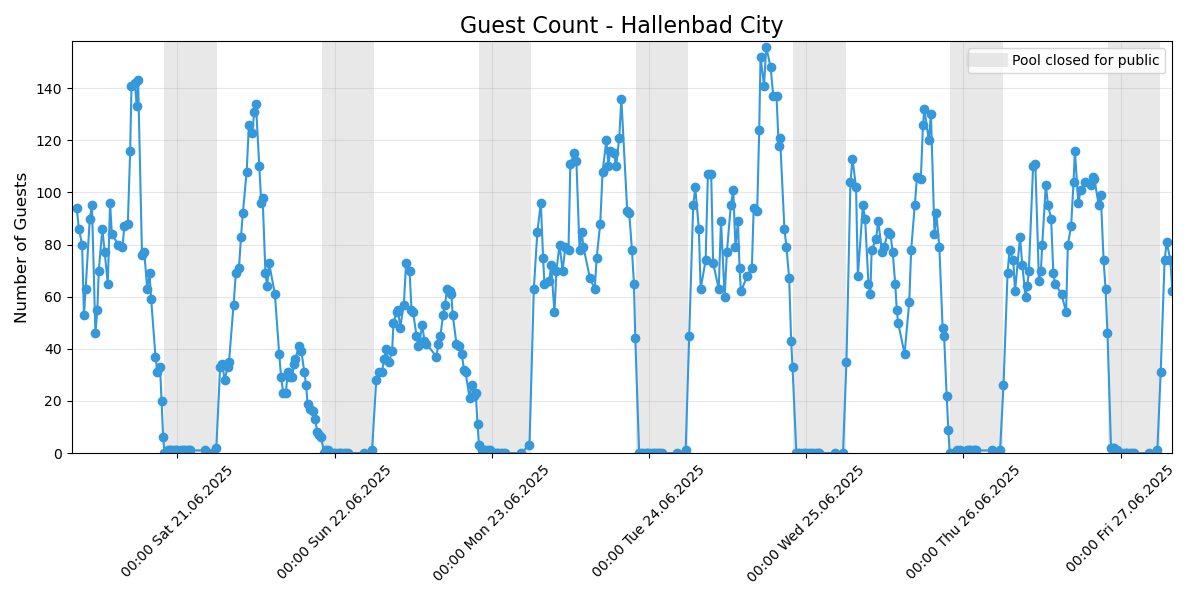 Guest Count - Hallenbad City
Pool closed for public
Number of Guests
140
120
100
80
60
40
20
0
00:00 Sat 21.06.2025
00:00 Sun 22.06.2025
00:00 Mon 23.06.2025
00:00 Tue 24.06.2025
00:00 Wed 25.06.2025
00:00 Thu 26.06.2025
00:00 Fri 27.06.2025